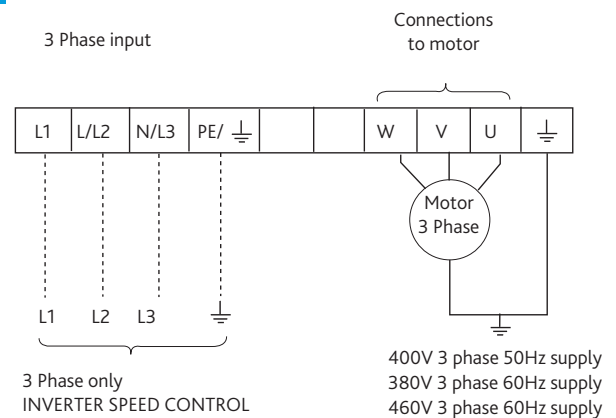 3 Phase input
Connections
to motor
L1 L/L2 N/L3 PE/ W V U
Motor
3 Phase
L1 L2 L3
3 Phase only
INVERTER SPEED CONTROL
400V 3 phase 50Hz supply
380V 3 phase 60Hz supply
460V 3 phase 60Hz supply